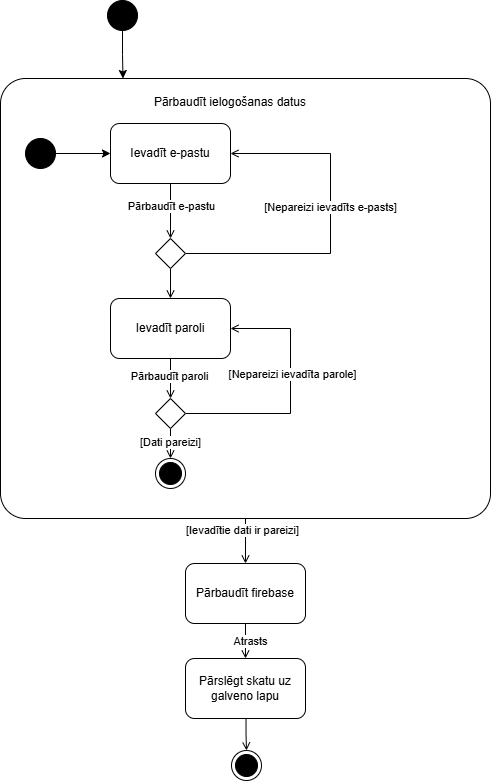 Pārbaudīt ielogošanas datus
Ievadīt e-pastu
Pārbaudīt e-pastu
[Nepareizi ievadīts e-pasts]
Ievadīt paroli
Pārbaudīt paroli
[Nepareizi ievadīta parole]
[Dati pareizi]
[Ievadītie dati ir pareizi]
Pārbaudīt firebase
Atrasts
Pārslēgt skatu uz
galveno lapu